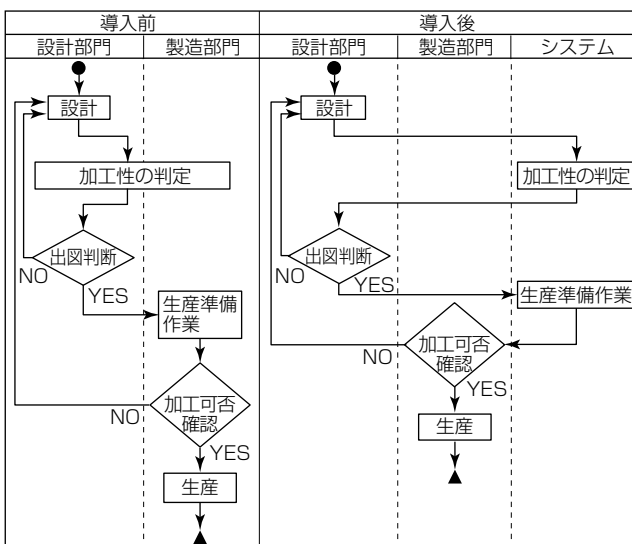 導入前
導入後
設計部門
製造部門
設計部門
製造部門
システム
設計
加工性の判定
出図判断
NO
YES
生産準備
作業
加工可否
確認
NO
YES
生産
設計
加工性の判定
出図判断
NO
YES
生産準備作業
加工可否
確認
NO
YES
生産